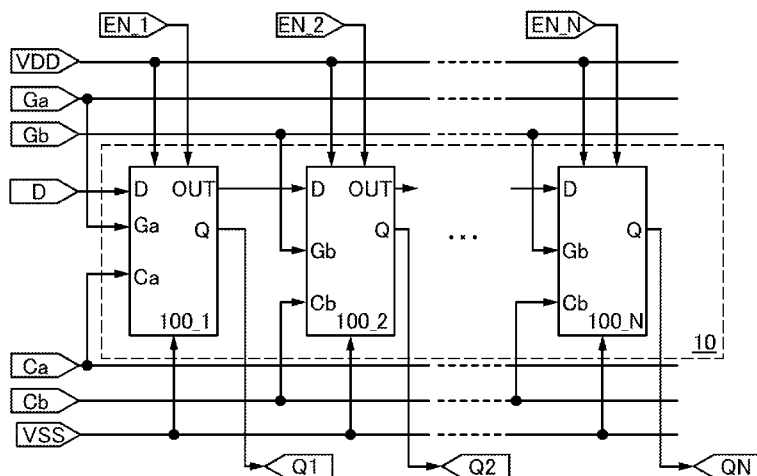 EN_1 EN_2 EN_N
VDD
Ga
Gb
D
D OUT D OUT D
Ga Q Q Q
Gb Gb
Ca Cb ... Cb
100_1 100_2 100_N
10
Ca
Cb
VSS
Q1 Q2 QN